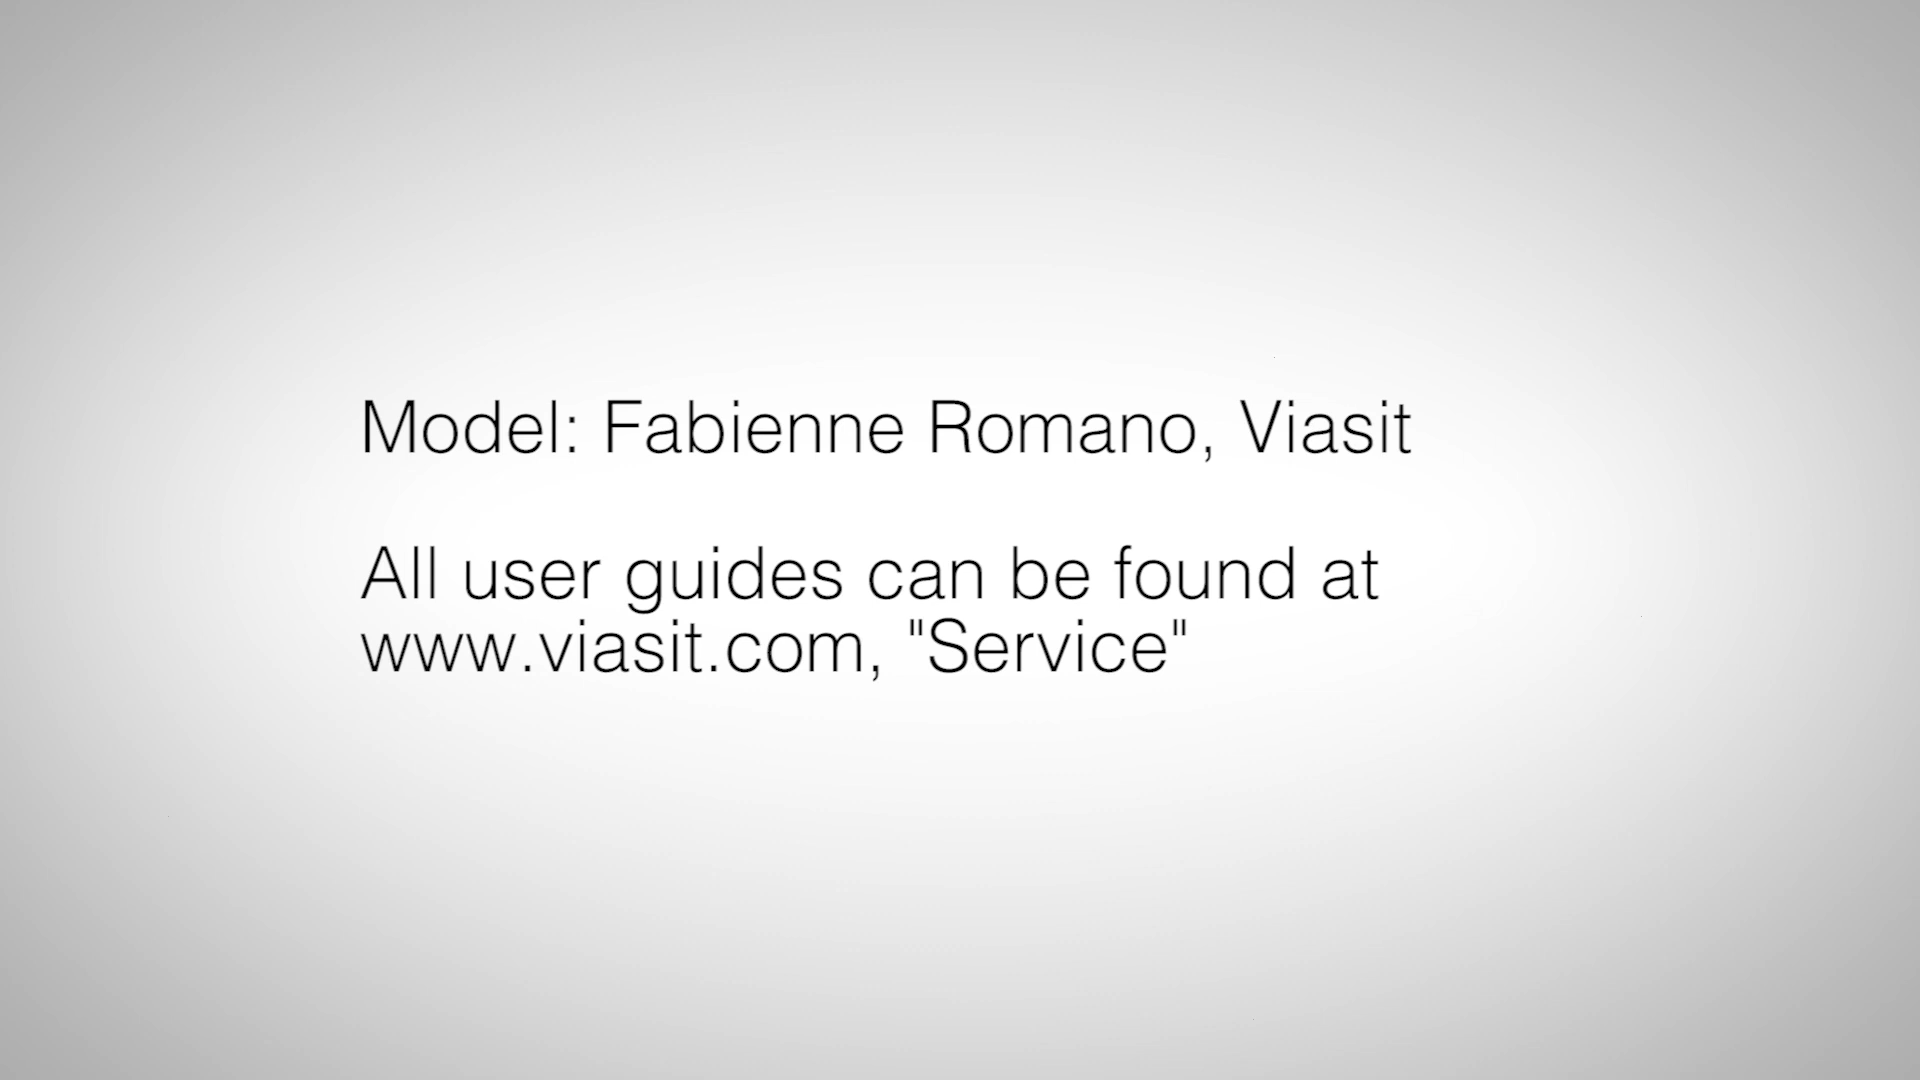 Model: Fabienne Romano, Viasit
All user guides can be found at
www.viasit.com, "Service"